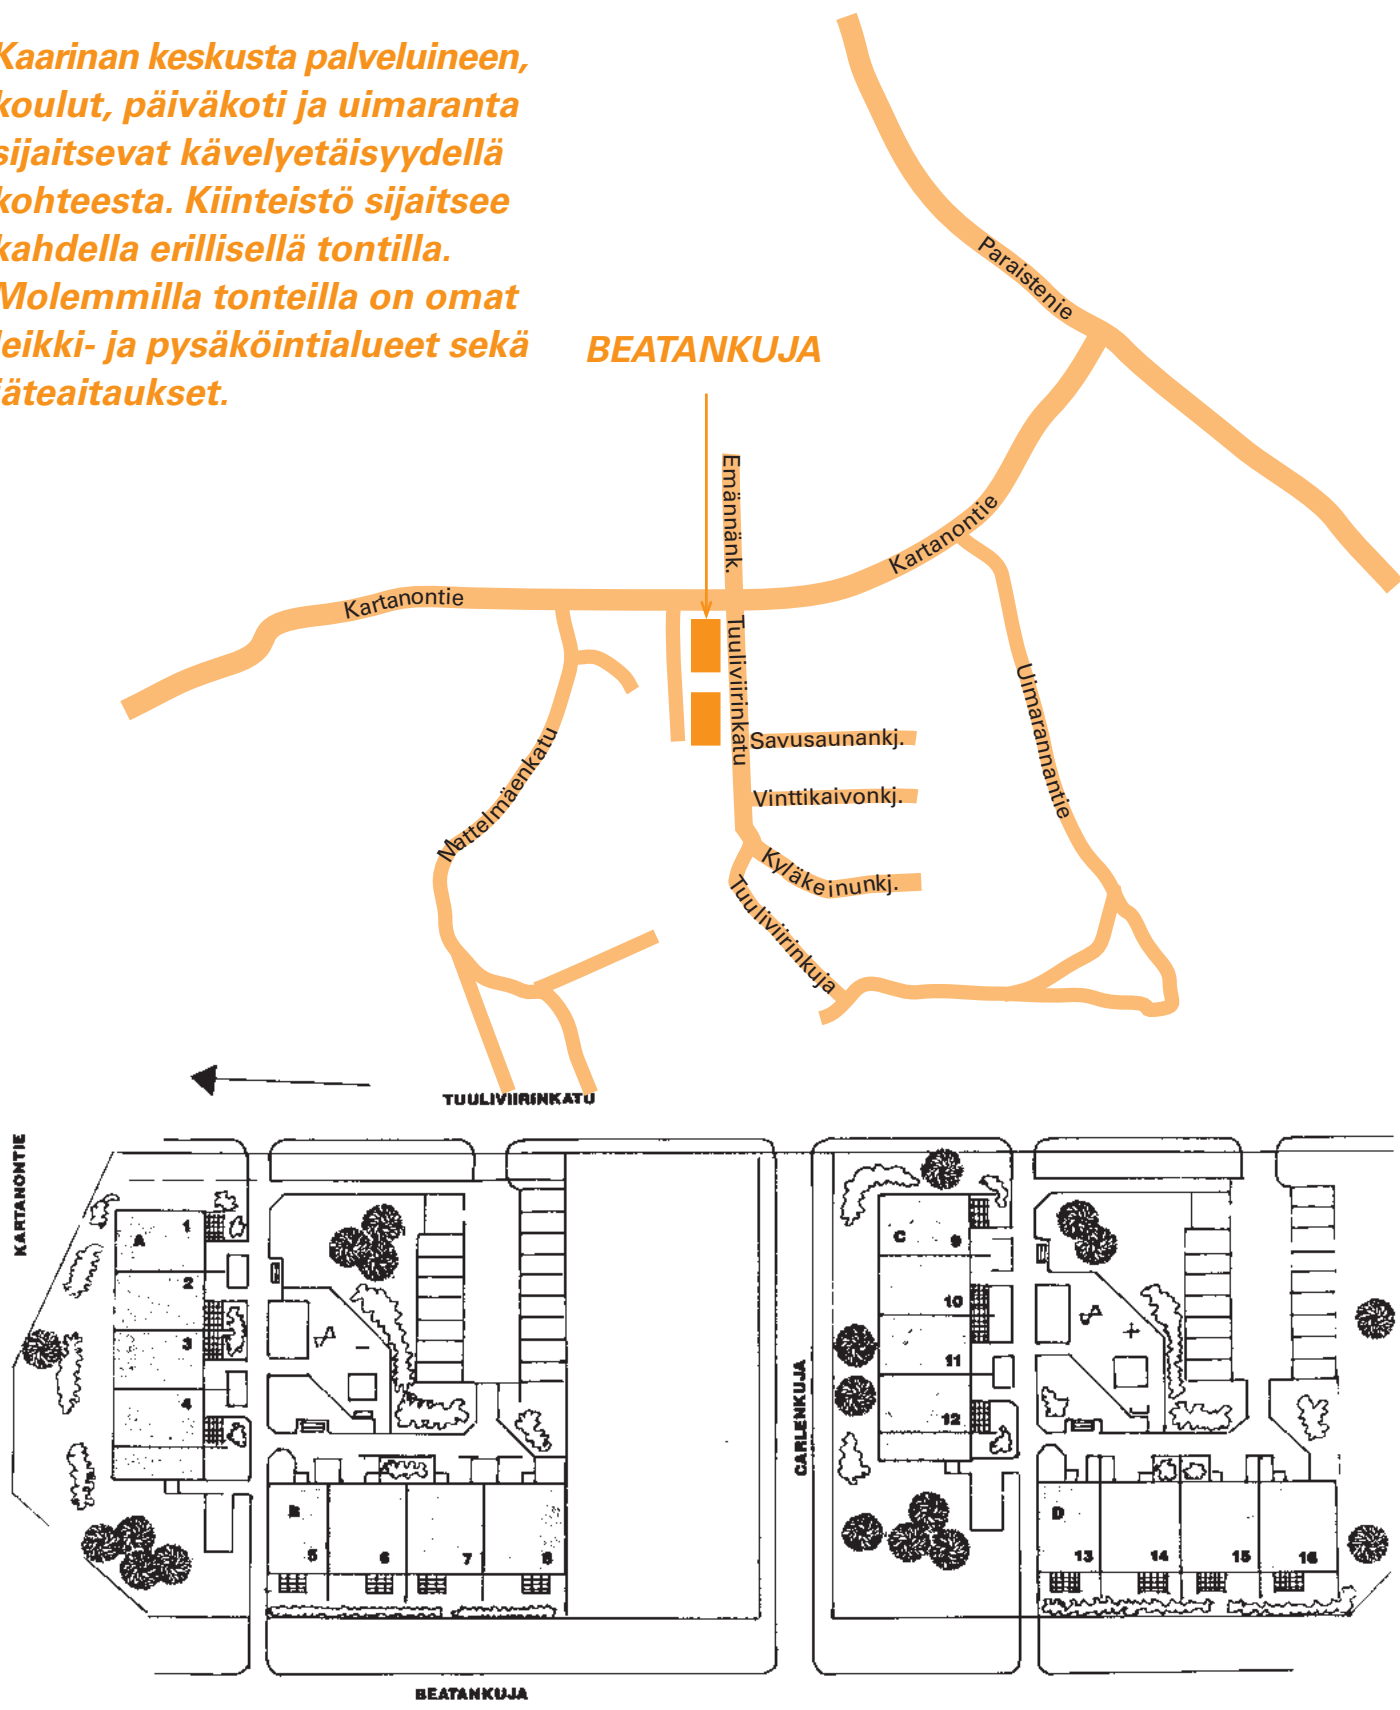 Kaarinan keskusta palveluineen,
koulut, päiväkoti ja uimaranta
sijaitsevat kävelyetäisyydellä
kohteesta. Kiinteistö sijaitsee
kahdella erillisellä tontilla.
Molemmilla tonteilla on omat
leikki- ja pysäköintialueet sekä
jäteaitaukset.
BEATANKUJA
Paraistenie
Emännänk.
Kartanontie
Kartanontie
Tuuliviirinkatu
Uimarannantie
Savusaunankj.
Mattelmäenkatu
Vinttikaivonkj.
Kyläkeinunkj.
Tuuliviirinkuja
TUULIVIIRINKATU
KARTANONTIE
A
1
2
3
4
B
5
6
7
8
CARLENKUJA
C
9
10
11
12
D
13
14
15
16
BEATANKUJA